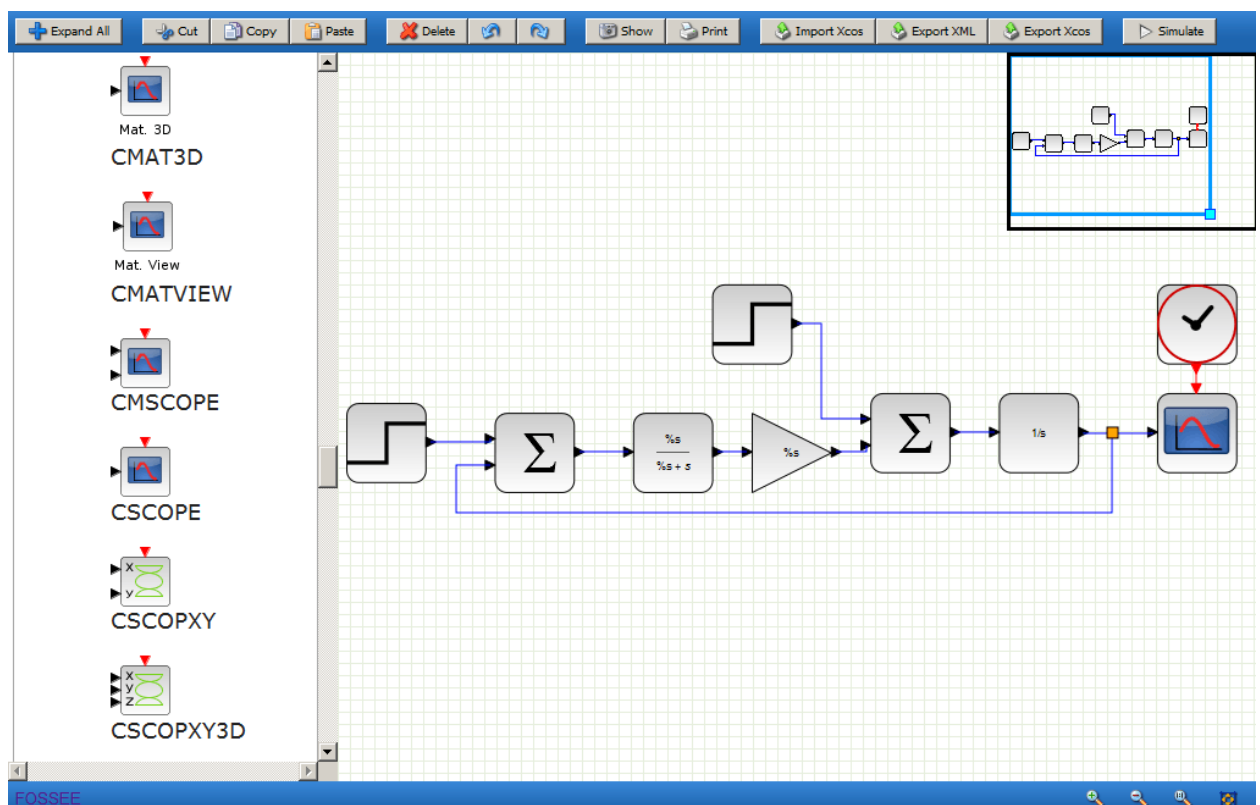 Expand All Cut Copy Paste Delete Show Print Import Xcos Export XML Export Xcos Simulate
Mat. 3D
CMAT3D
Mat. View
CMATVIEW
CMSCOPE
CSCOPE
X
Y
CSCOPXY
X
Y
Z
CSCOPXY3D
Σ
%s
%s + s
%s
Σ
1/s
FOSSEE